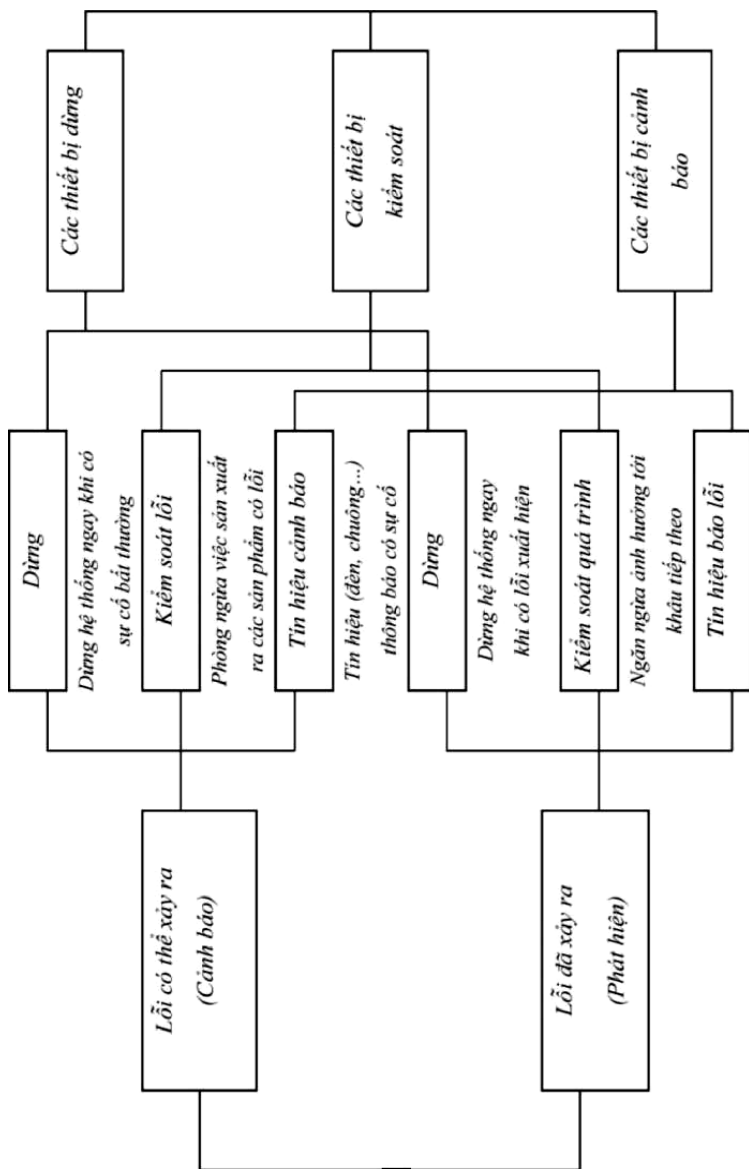 Lỗi có thể xảy ra
(Cảnh báo)
Lỗi đã xảy ra
(Phát hiện)
Dừng
Dừng hệ thống ngay khi có
sự cố bất thường
Kiểm soát lỗi
Phòng ngừa việc sản xuất
ra các sản phẩm có lỗi
Tín hiệu cảnh báo
Tín hiệu (đèn, chuông...)
thông báo có sự cố
Dừng
Dừng hệ thống ngay
khi có lỗi xuất hiện
Kiểm soát quá trình
Ngăn ngừa ảnh hưởng tới
khâu tiếp theo
Tín hiệu báo lỗi
Các thiết bị dừng
Các thiết bị
kiểm soát
Các thiết bị cảnh
báo